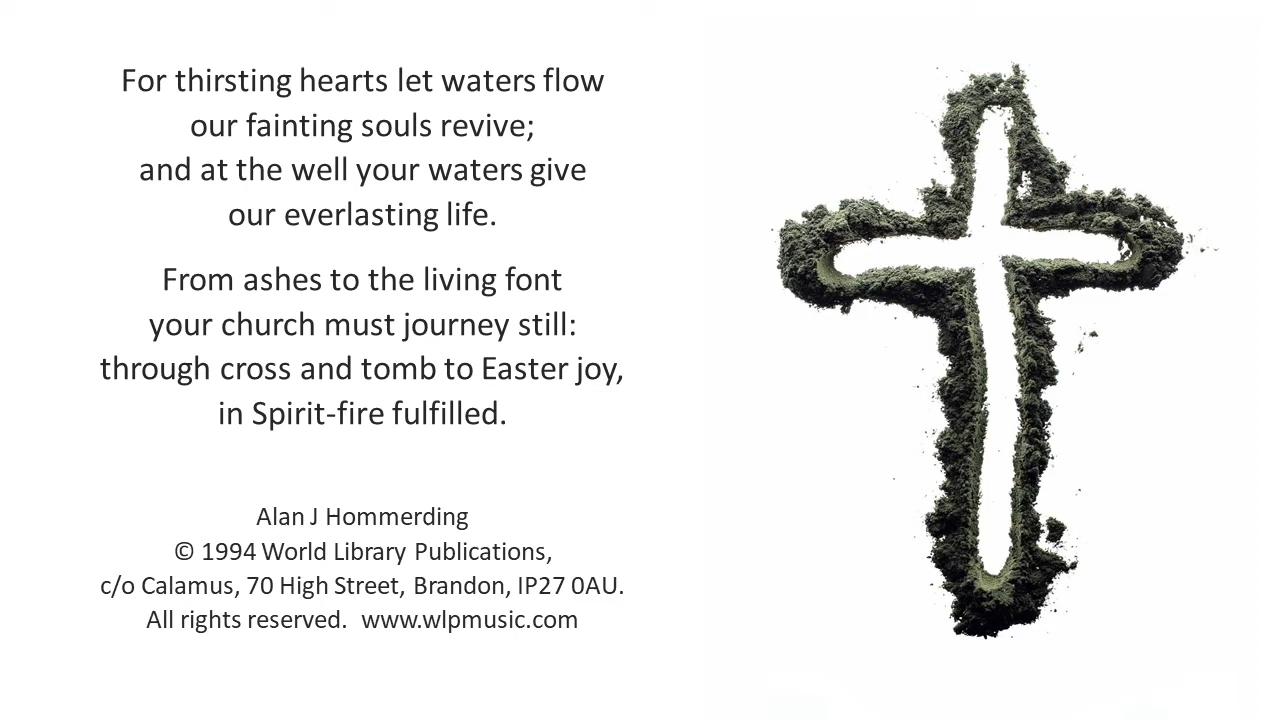 For thirsting hearts let waters flow
our fainting souls revive;
and at the well your waters give
our everlasting life.
From ashes to the living font
your church must journey still:
through cross and tomb to Easter joy,
in Spirit-fire fulfilled.
Alan J Hommerding
© 1994 World Library Publications,
c/o Calamus, 70 High Street, Brandon, IP27 0AU.
All rights reserved.  www.wlpmusic.com